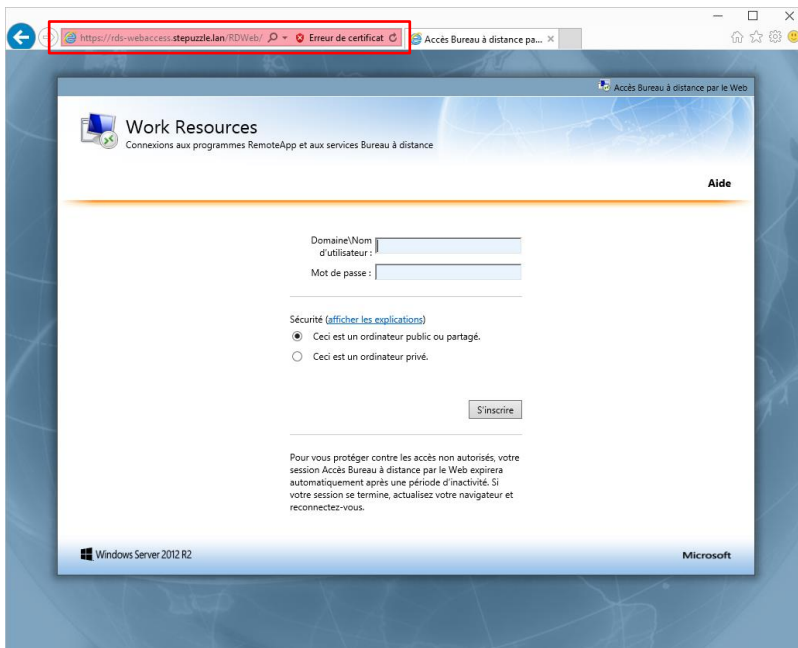 https://rds-webaccess.stepuzzle.lan/RDWeb/ Erreur de certificat Accès Bureau à distance pa...
Accès Bureau à distance par le Web
Work Resources
Connexions aux programmes RemoteApp et aux services Bureau à distance
Aide
Domaine\Nom
d'utilisateur :
Mot de passe :
Sécurité (afficher les explications)
Ceci est un ordinateur public ou partagé.
Ceci est un ordinateur privé.
S'inscrire
Pour vous protéger contre les accès non autorisés, votre
session Accès Bureau à distance par le Web expirera
automatiquement après une période d'inactivité. Si
votre session se termine, actualisez votre navigateur et
reconnectez-vous.
Windows Server 2012 R2
Microsoft